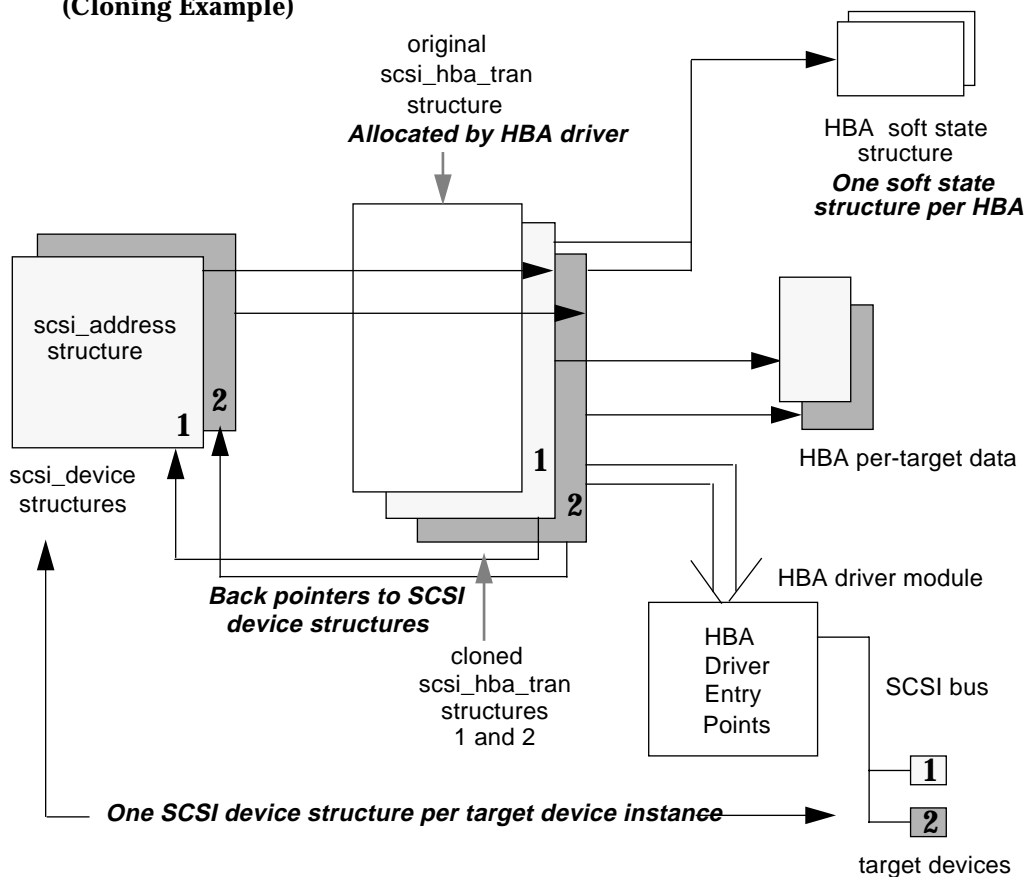 (Cloning Example)
original
scsi_hba_tran
structure
Allocated by HBA driver
HBA soft state
structure
One soft state
structure per HBA
scsi_address
structure
1
2
scsi_device
structures
1
2
HBA per-target data
Back pointers to SCSI
device structures
cloned
scsi_hba_tran
structures
1 and 2
HBA driver module
HBA
Driver
Entry
Points
SCSI bus
1
2
One SCSI device structure per target device instance
target devices